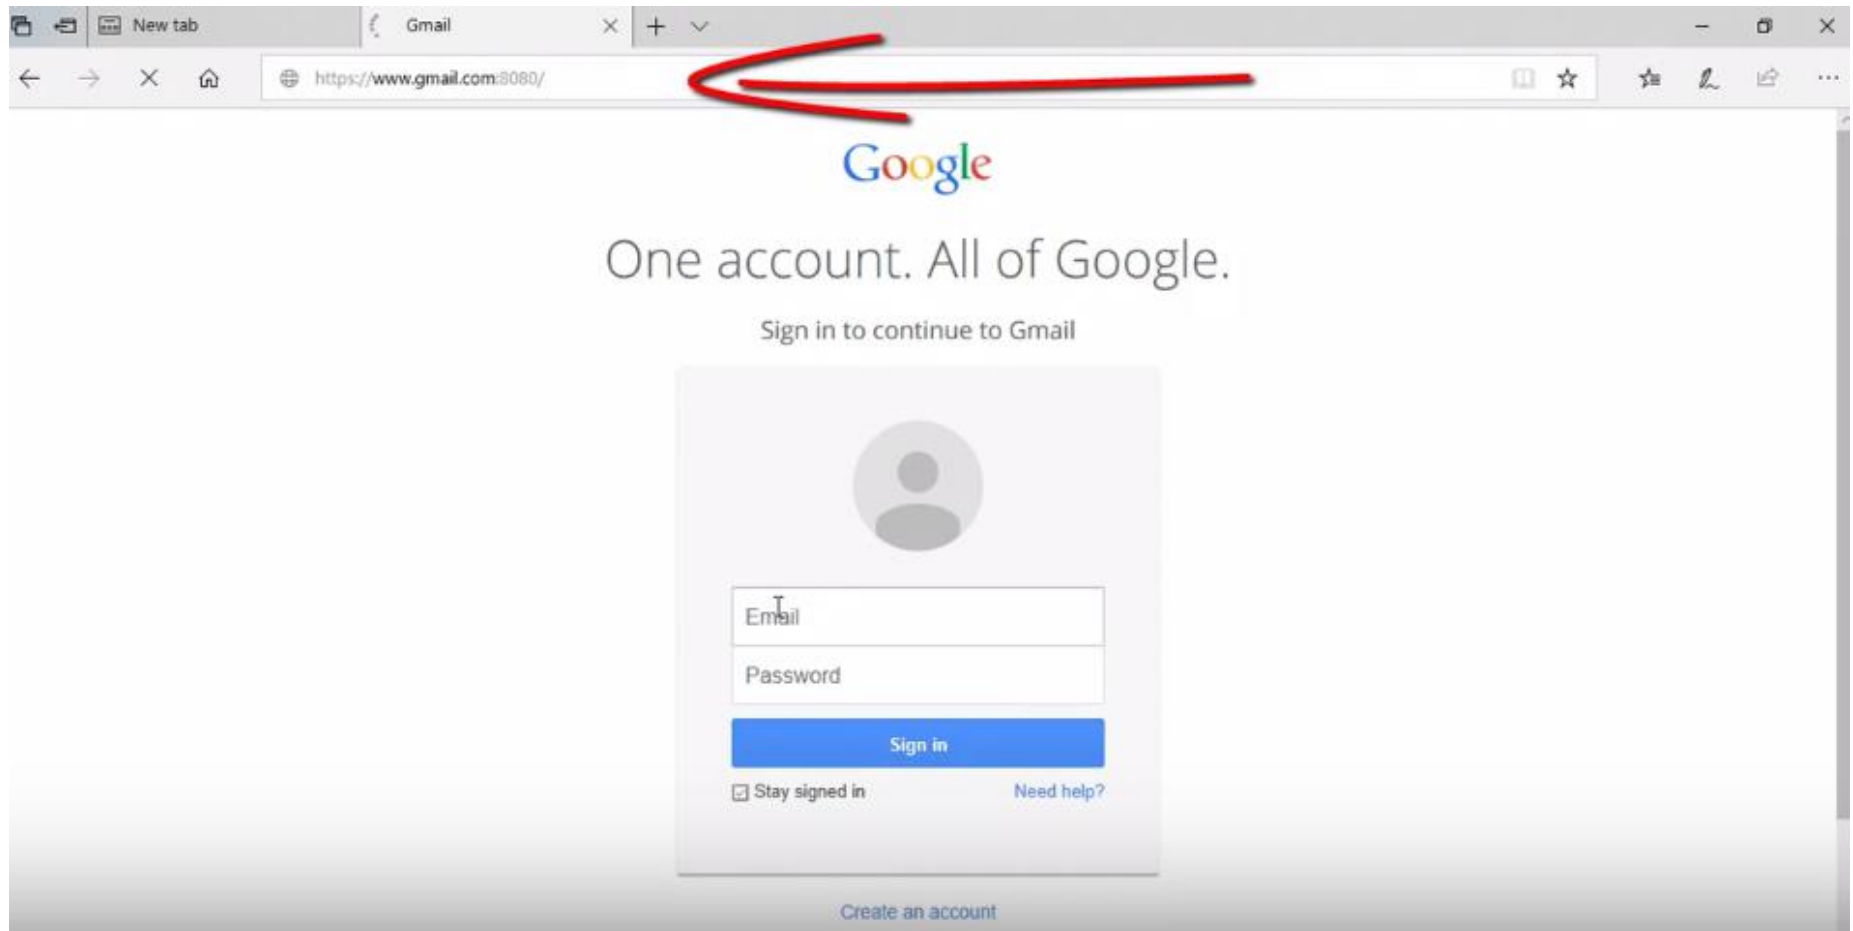 New tab
Gmail
https://www.gmail.com:8080/
Google
One account. All of Google.
Sign in to continue to Gmail
Email
Password
Sign in
Stay signed in
Need help?
Create an account